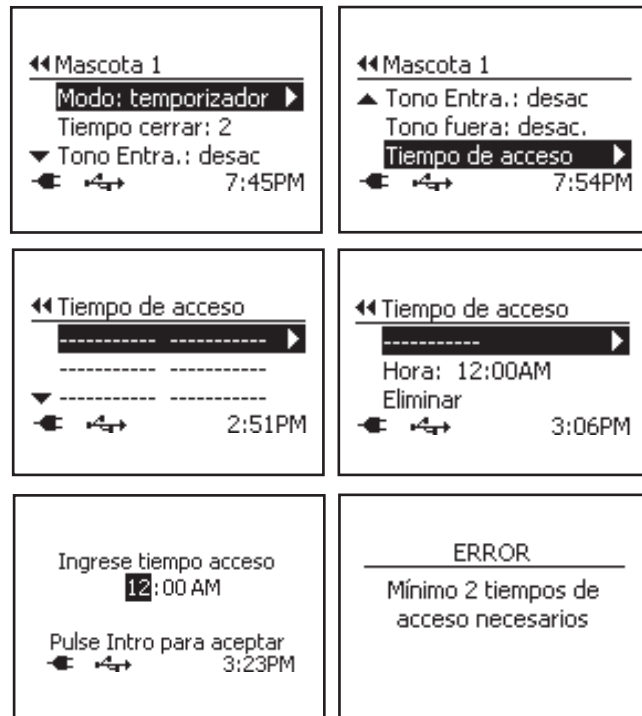 Mascota 1
Modo: temporizador
Tiempo cerrar: 2
Tono Entra.: desac
7:45PM
Mascota 1
Tono Entra.: desac
Tono fuera: desac.
Tiempo de acceso
7:54PM
Tiempo de acceso
----------- -----------
----------- -----------
----------- -----------
2:51PM
Tiempo de acceso
-----------
Hora: 12:00AM
Eliminar
3:06PM
Ingrese tiempo acceso
12:00 AM
Pulse Intro para aceptar
3:23PM
ERROR
Mínimo 2 tiempos de
acceso necesarios